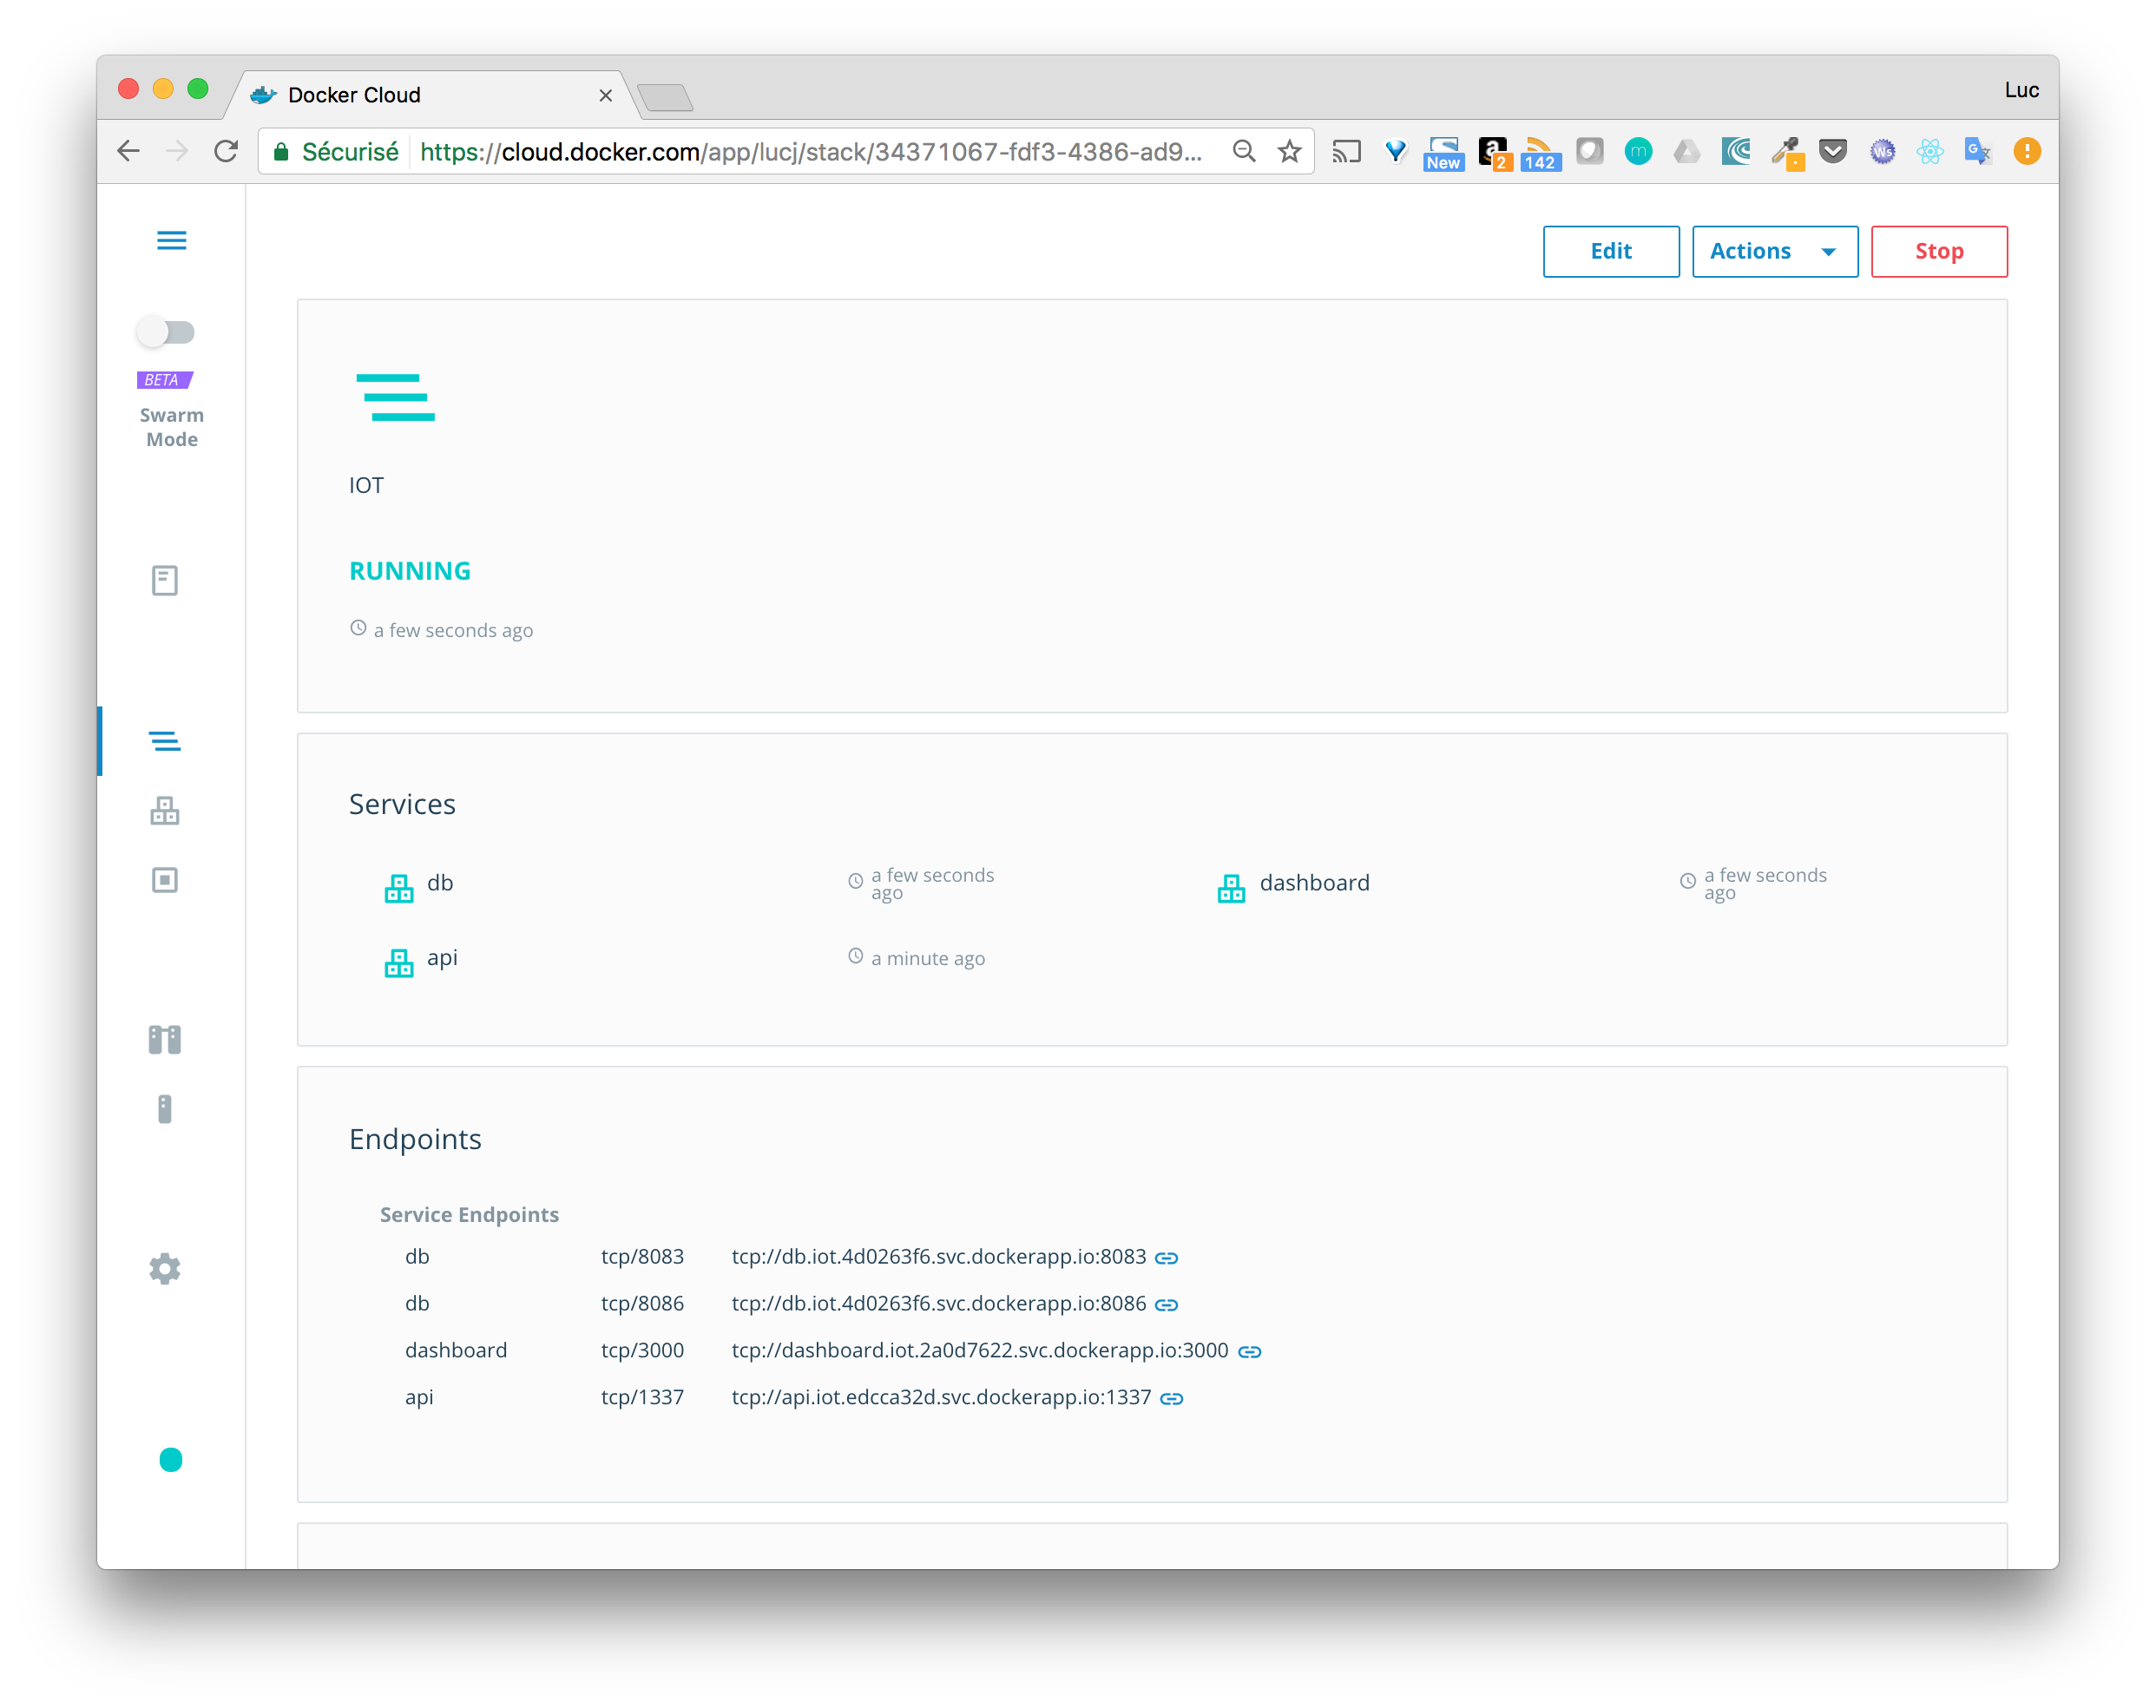 Docker Cloud
Luc
Sécurisé https://cloud.docker.com/app/lucj/stack/34371067-fdf3-4386-ad9...
New
a 2
142
m
Ws
G
Edit
Actions
Stop
BETA
Swarm
Mode
IOT
RUNNING
a few seconds ago
Services
db
a few seconds
ago
dashboard
a few seconds
ago
api
a minute ago
Endpoints
Service Endpoints
db tcp/8083 tcp://db.iot.4d0263f6.svc.dockerapp.io:8083
db tcp/8086 tcp://db.iot.4d0263f6.svc.dockerapp.io:8086
dashboard tcp/3000 tcp://dashboard.iot.2a0d7622.svc.dockerapp.io:3000
api tcp/1337 tcp://api.iot.edcca32d.svc.dockerapp.io:1337